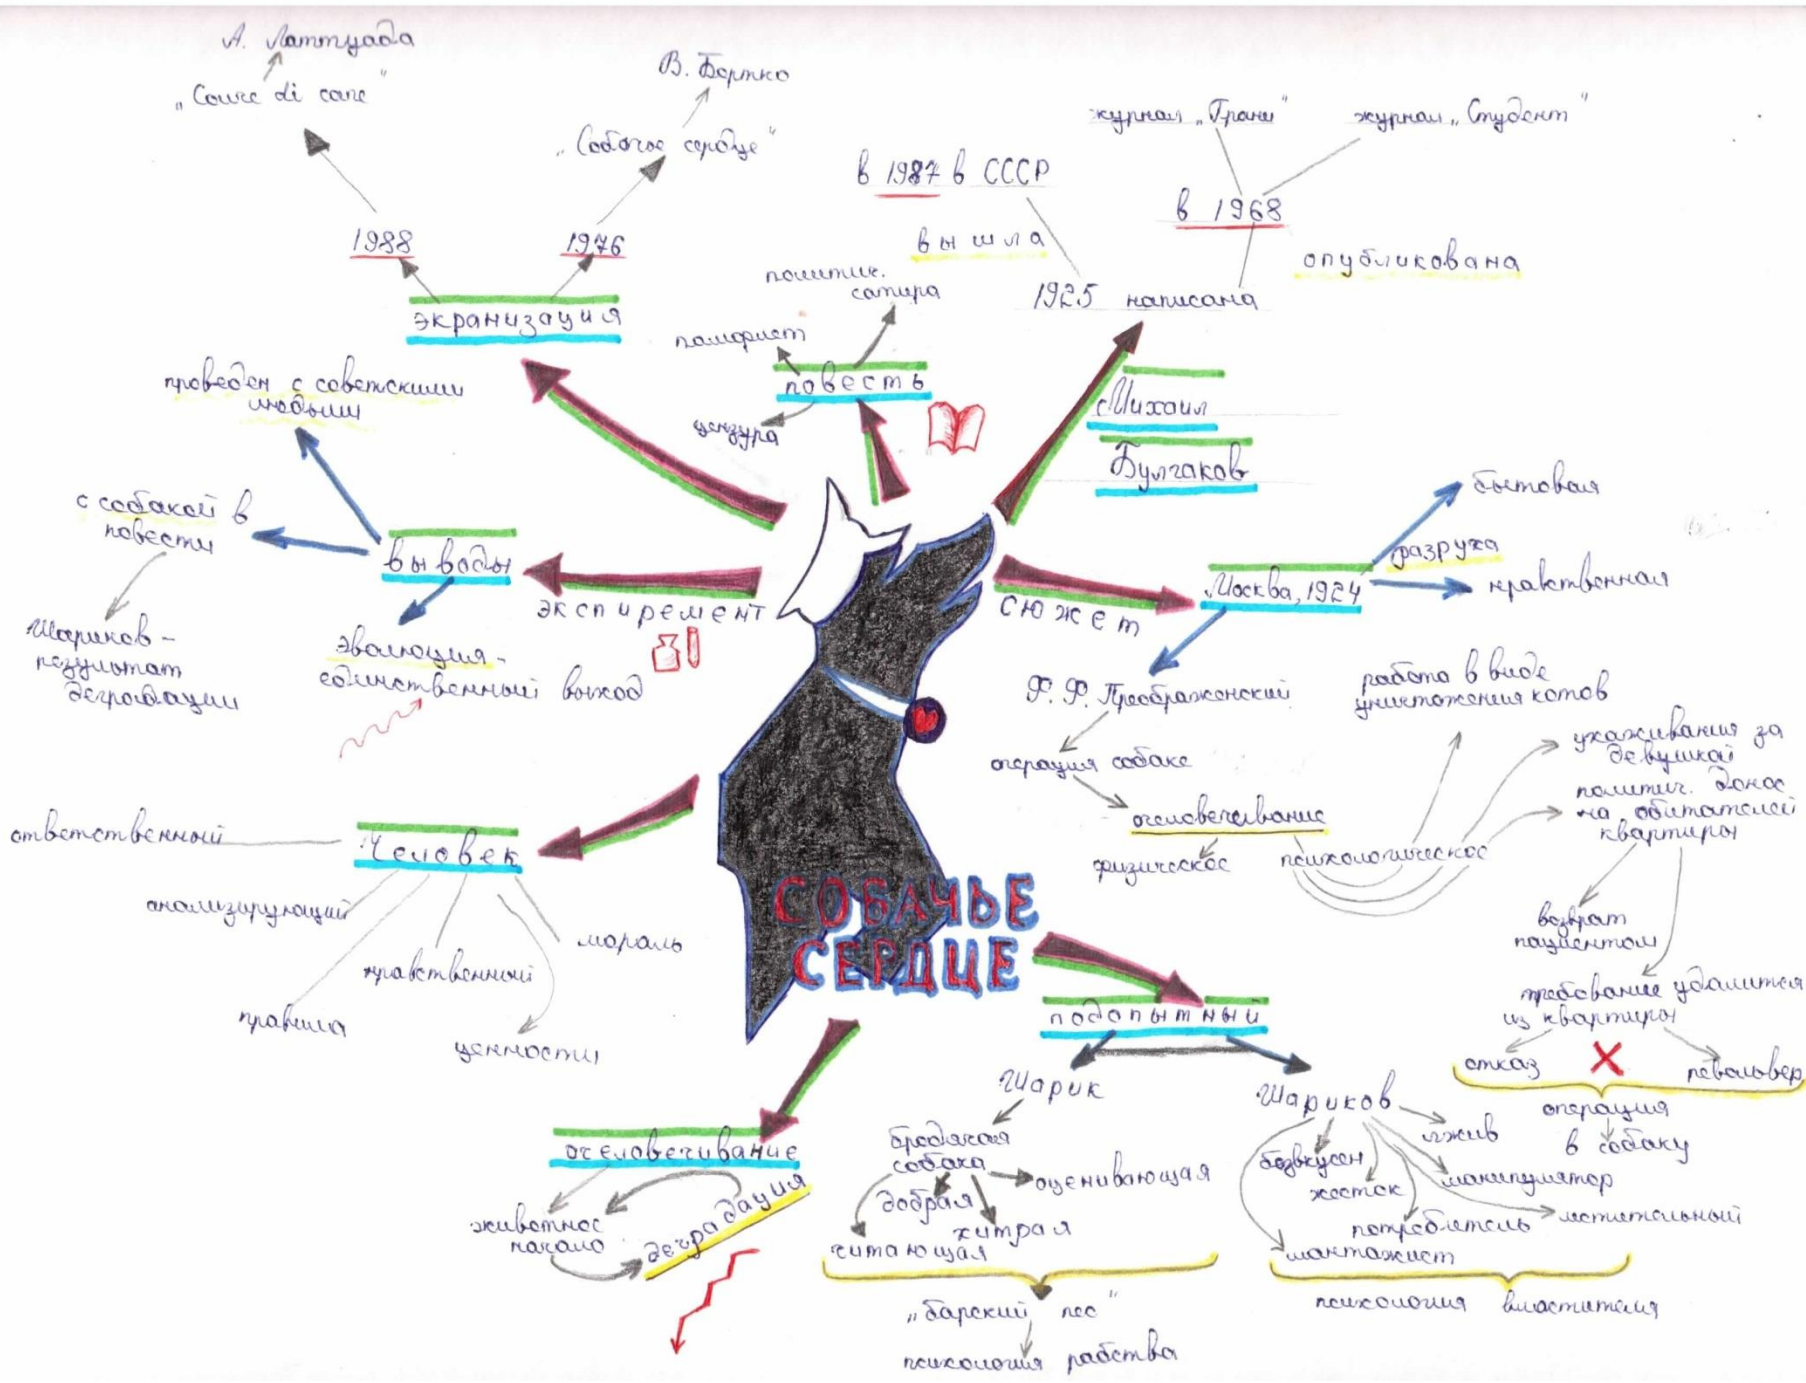 А. Латтуада
„Coure di cane"
1988
В. Бортко
„Собачье сердце"
1976
экранизация
в 1987 в СССР
вышла
журнал „Грани"
журнал „Студент"
в 1968
опубликована
1925 написана
политич.
сатира
памфлет
повесть
цензура
Михаил
Булгаков
проведен с советскими
людьми
с собакой в
повести
выводы
экспиремент
Шариков -
результат
деградации
эволюция -
единственный выход
сюжет
Москва, 1924
разруха
бытовая
нравственная
Ф. Ф. Преображенский
операция собаке
очеловечивание
физическое
психологическое
работа в виде
уничтожения котов
ухаживания за
девушкой
политич. донос
на обитателей
квартиры
возврат
пациентом
требование удалиться
из квартиры
отказ
револьвер
операция
в собаку
человек
ответственный
анализирующий
правила
нравственный
ценности
мораль
СОБАЧЬЕ
СЕРДЦЕ
очеловечивание
животное
начало
деградация
подопытный
Шарик
бродячая
собака
оценивающая
добрая
хитрая
читающая
„барский пес"
психология рабства
Шариков
лжив
безвкусен
манипулятор
жесток
мстительный
потребитель
шантажист
психология властителя